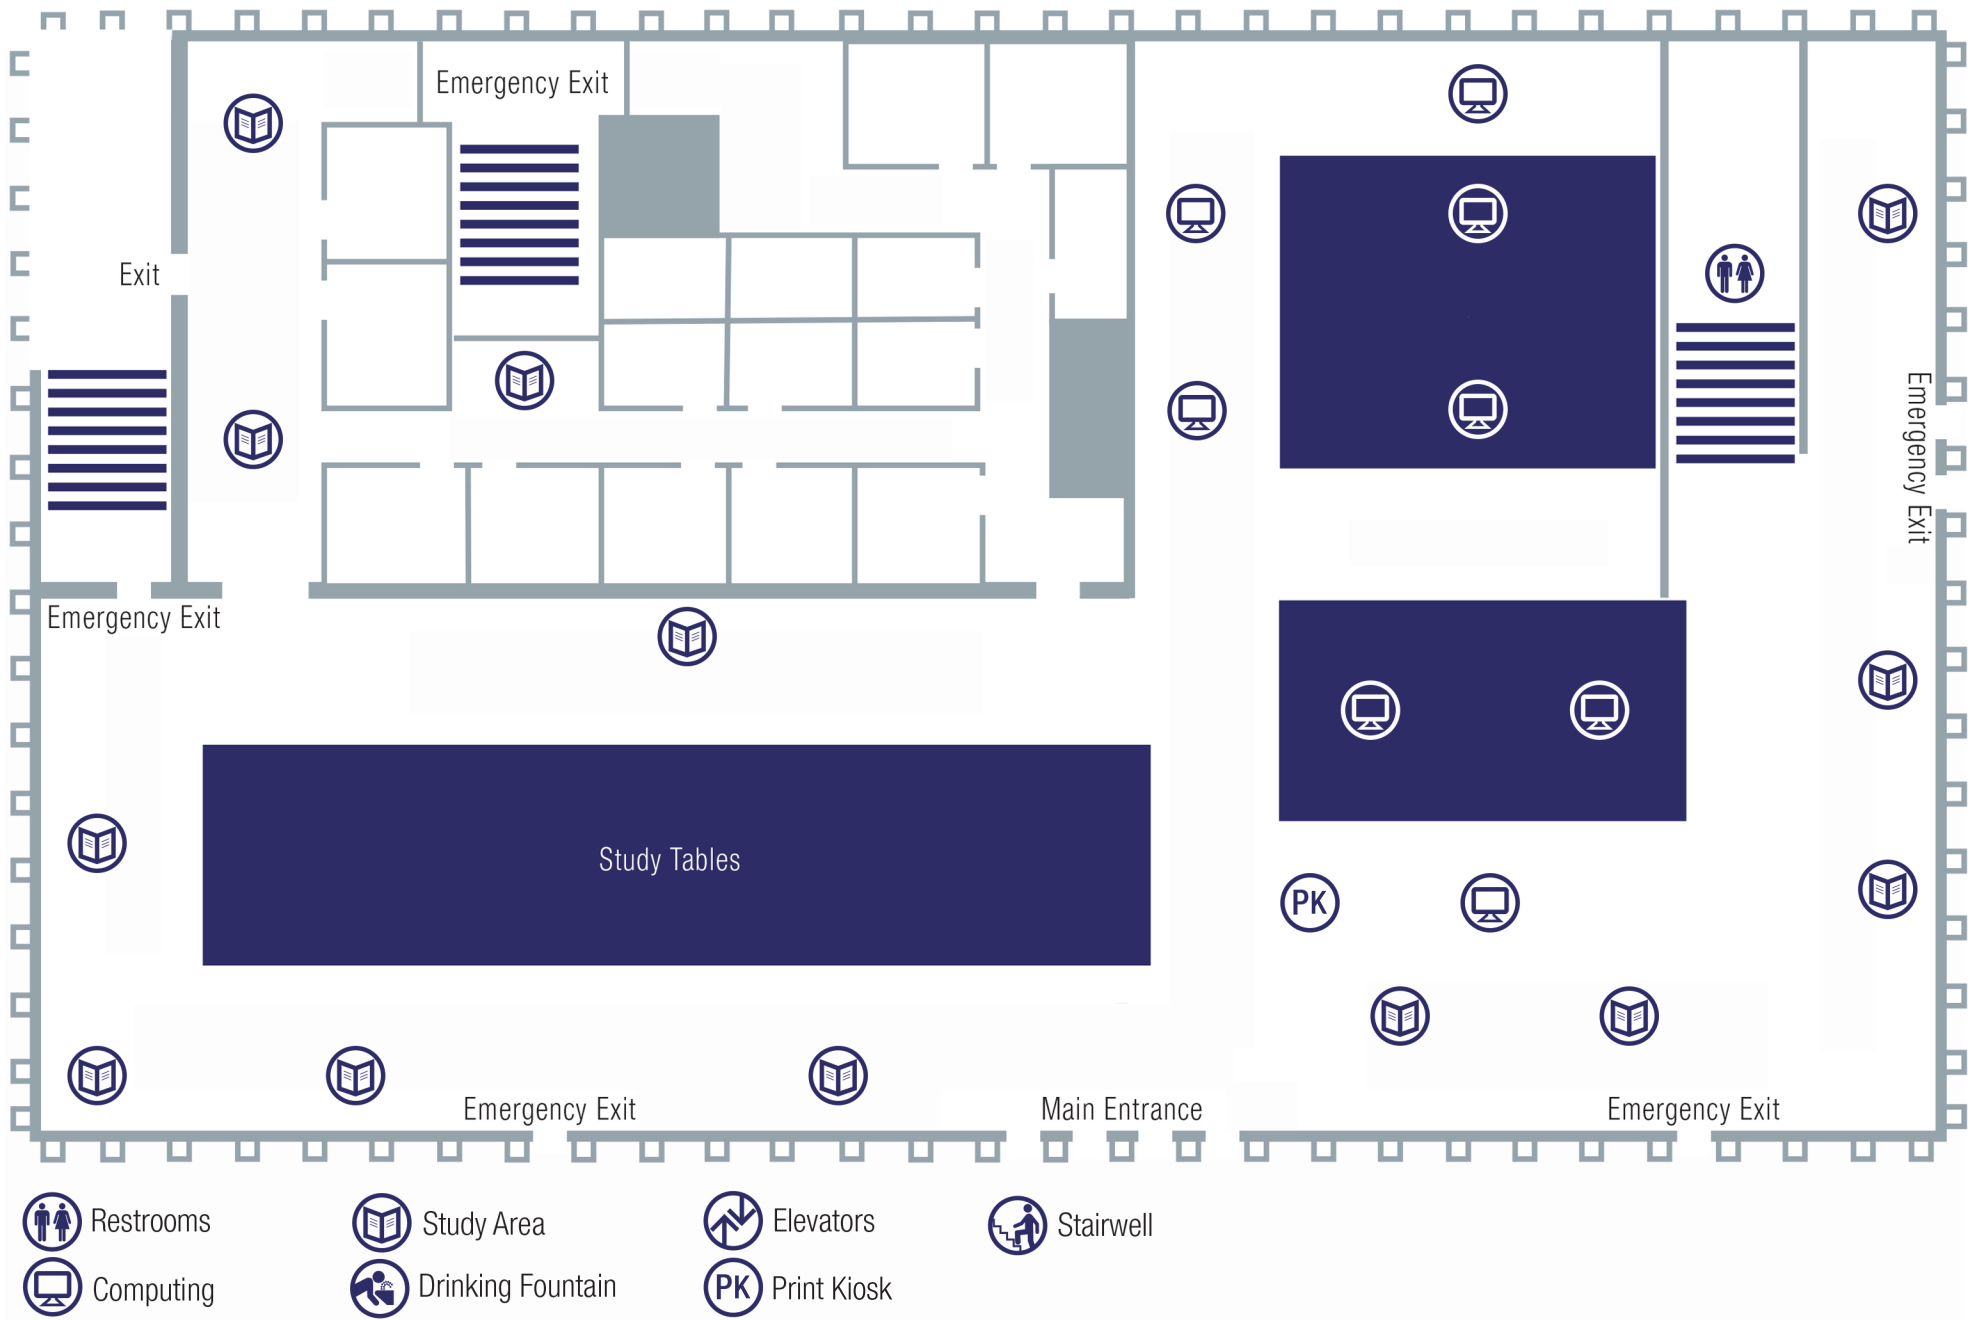 Emergency Exit
Exit
Emergency Exit
Emergency Exit
Study Tables
PK
Emergency Exit
Main Entrance
Emergency Exit
Restrooms
Study Area
Elevators
Stairwell
Computing
Drinking Fountain
PK Print Kiosk